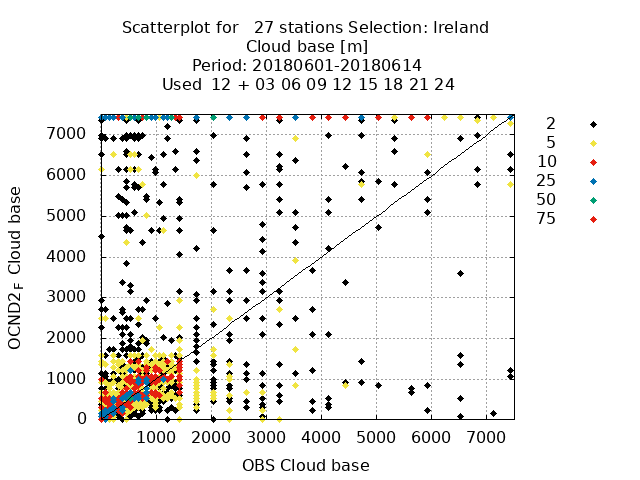 Scatterplot for   27 stations Selection: Ireland
Cloud base [m]
Period: 20180601-20180614
Used  12 + 03 06 09 12 15 18 21 24
2
5
10
25
50
75
7000
6000
5000
4000
3000
2000
1000
0
OCND2F Cloud base
1000 2000 3000 4000 5000 6000 7000
OBS Cloud base